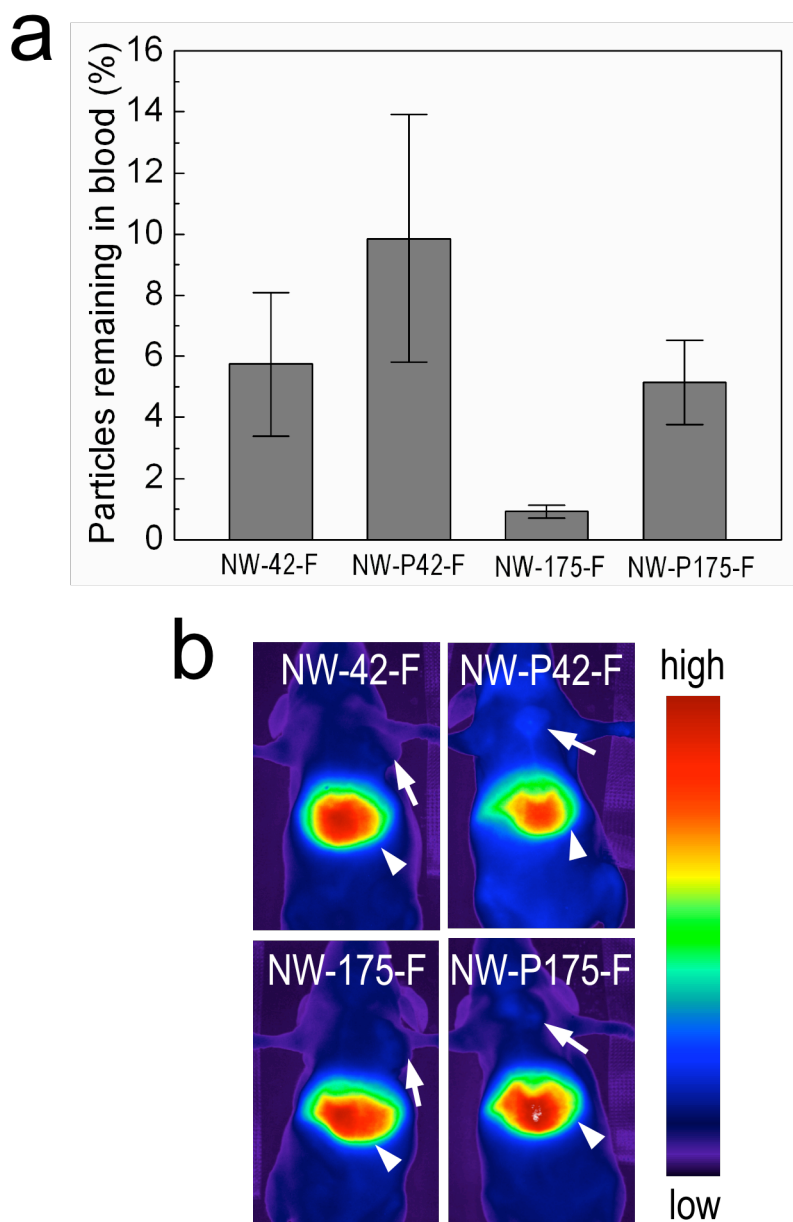 a
Particles remaining in blood (%)
16
14
12
10
8
6
4
2
0
NW-42-F NW-P42-F NW-175-F NW-P175-F
b
NW-42-F NW-P42-F
NW-175-F NW-P175-F
high
low